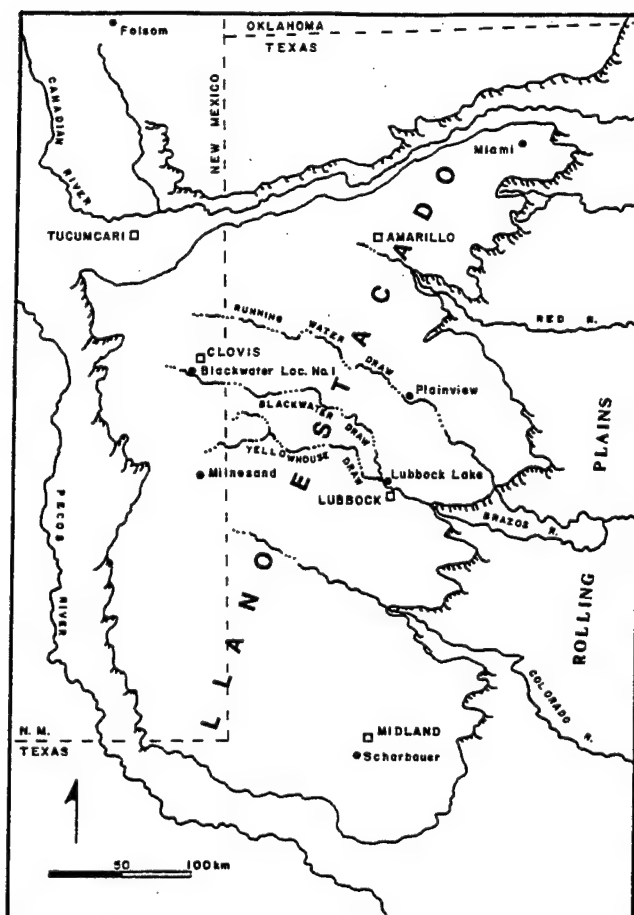 Folsom
OKLAHOMA
TEXAS
NEW MEXICO
CANADIAN
RIVER
Miami
TUCUMCARI
AMARILLO
RED R.
RUNNING WATER DRAW
CLOVIS
Blackwater Loc. No.1
Plainview
BLACKWATER DRAW
YELLOWHOUSE DRAW
Milnesand
Lubbock Lake
LUBBOCK
BRAZOS R.
PECOS
RIVER
LLANO ESTACADO
ROLLING PLAINS
COLORADO R.
N.M.
TEXAS
MIDLAND
Scharbauer
50 100km